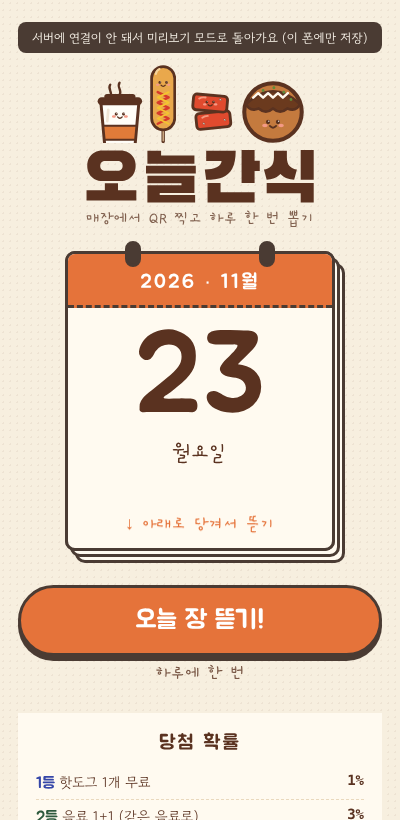 서버에 연결이 안 돼서 미리보기 모드로 돌아가요 (이 폰에만 저장)
오늘간식
매장에서 QR 찍고 하루 한 번 뽑기
2026 · 11월
23
월요일
↓ 아래로 당겨서 뜯기
오늘 장 뜯기!
하루에 한 번
당첨 확률
1등 핫도그 1개 무료 1%
2등 음료 1+1 (같은 음료로) 3%